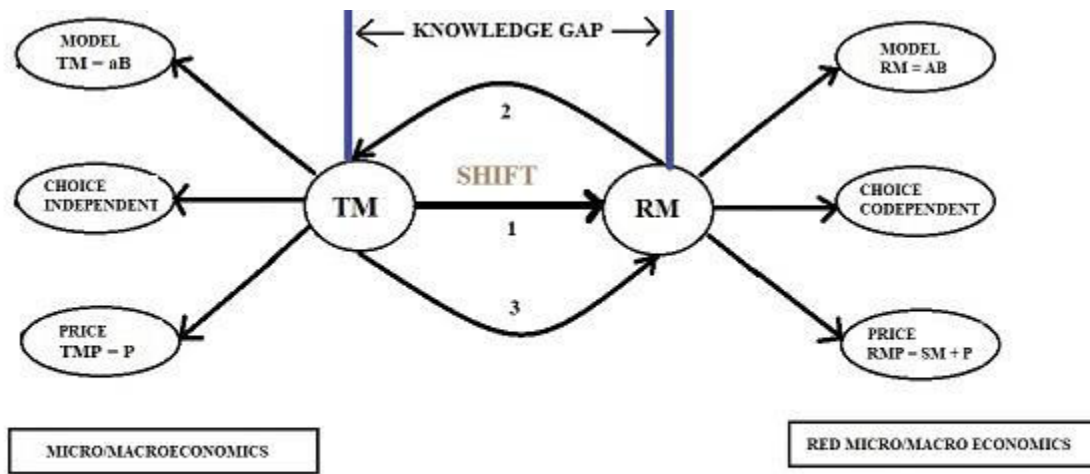 KNOWLEDGE GAP
MODEL
TM = aB
MODEL
RM = AB
2
SHIFT
CHOICE
INDEPENDENT
TM
RM
CHOICE
CODEPENDENT
1
3
PRICE
TMP = P
PRICE
RMP = SM + P
MICRO/MACROECONOMICS
RED MICRO/MACRO ECONOMICS